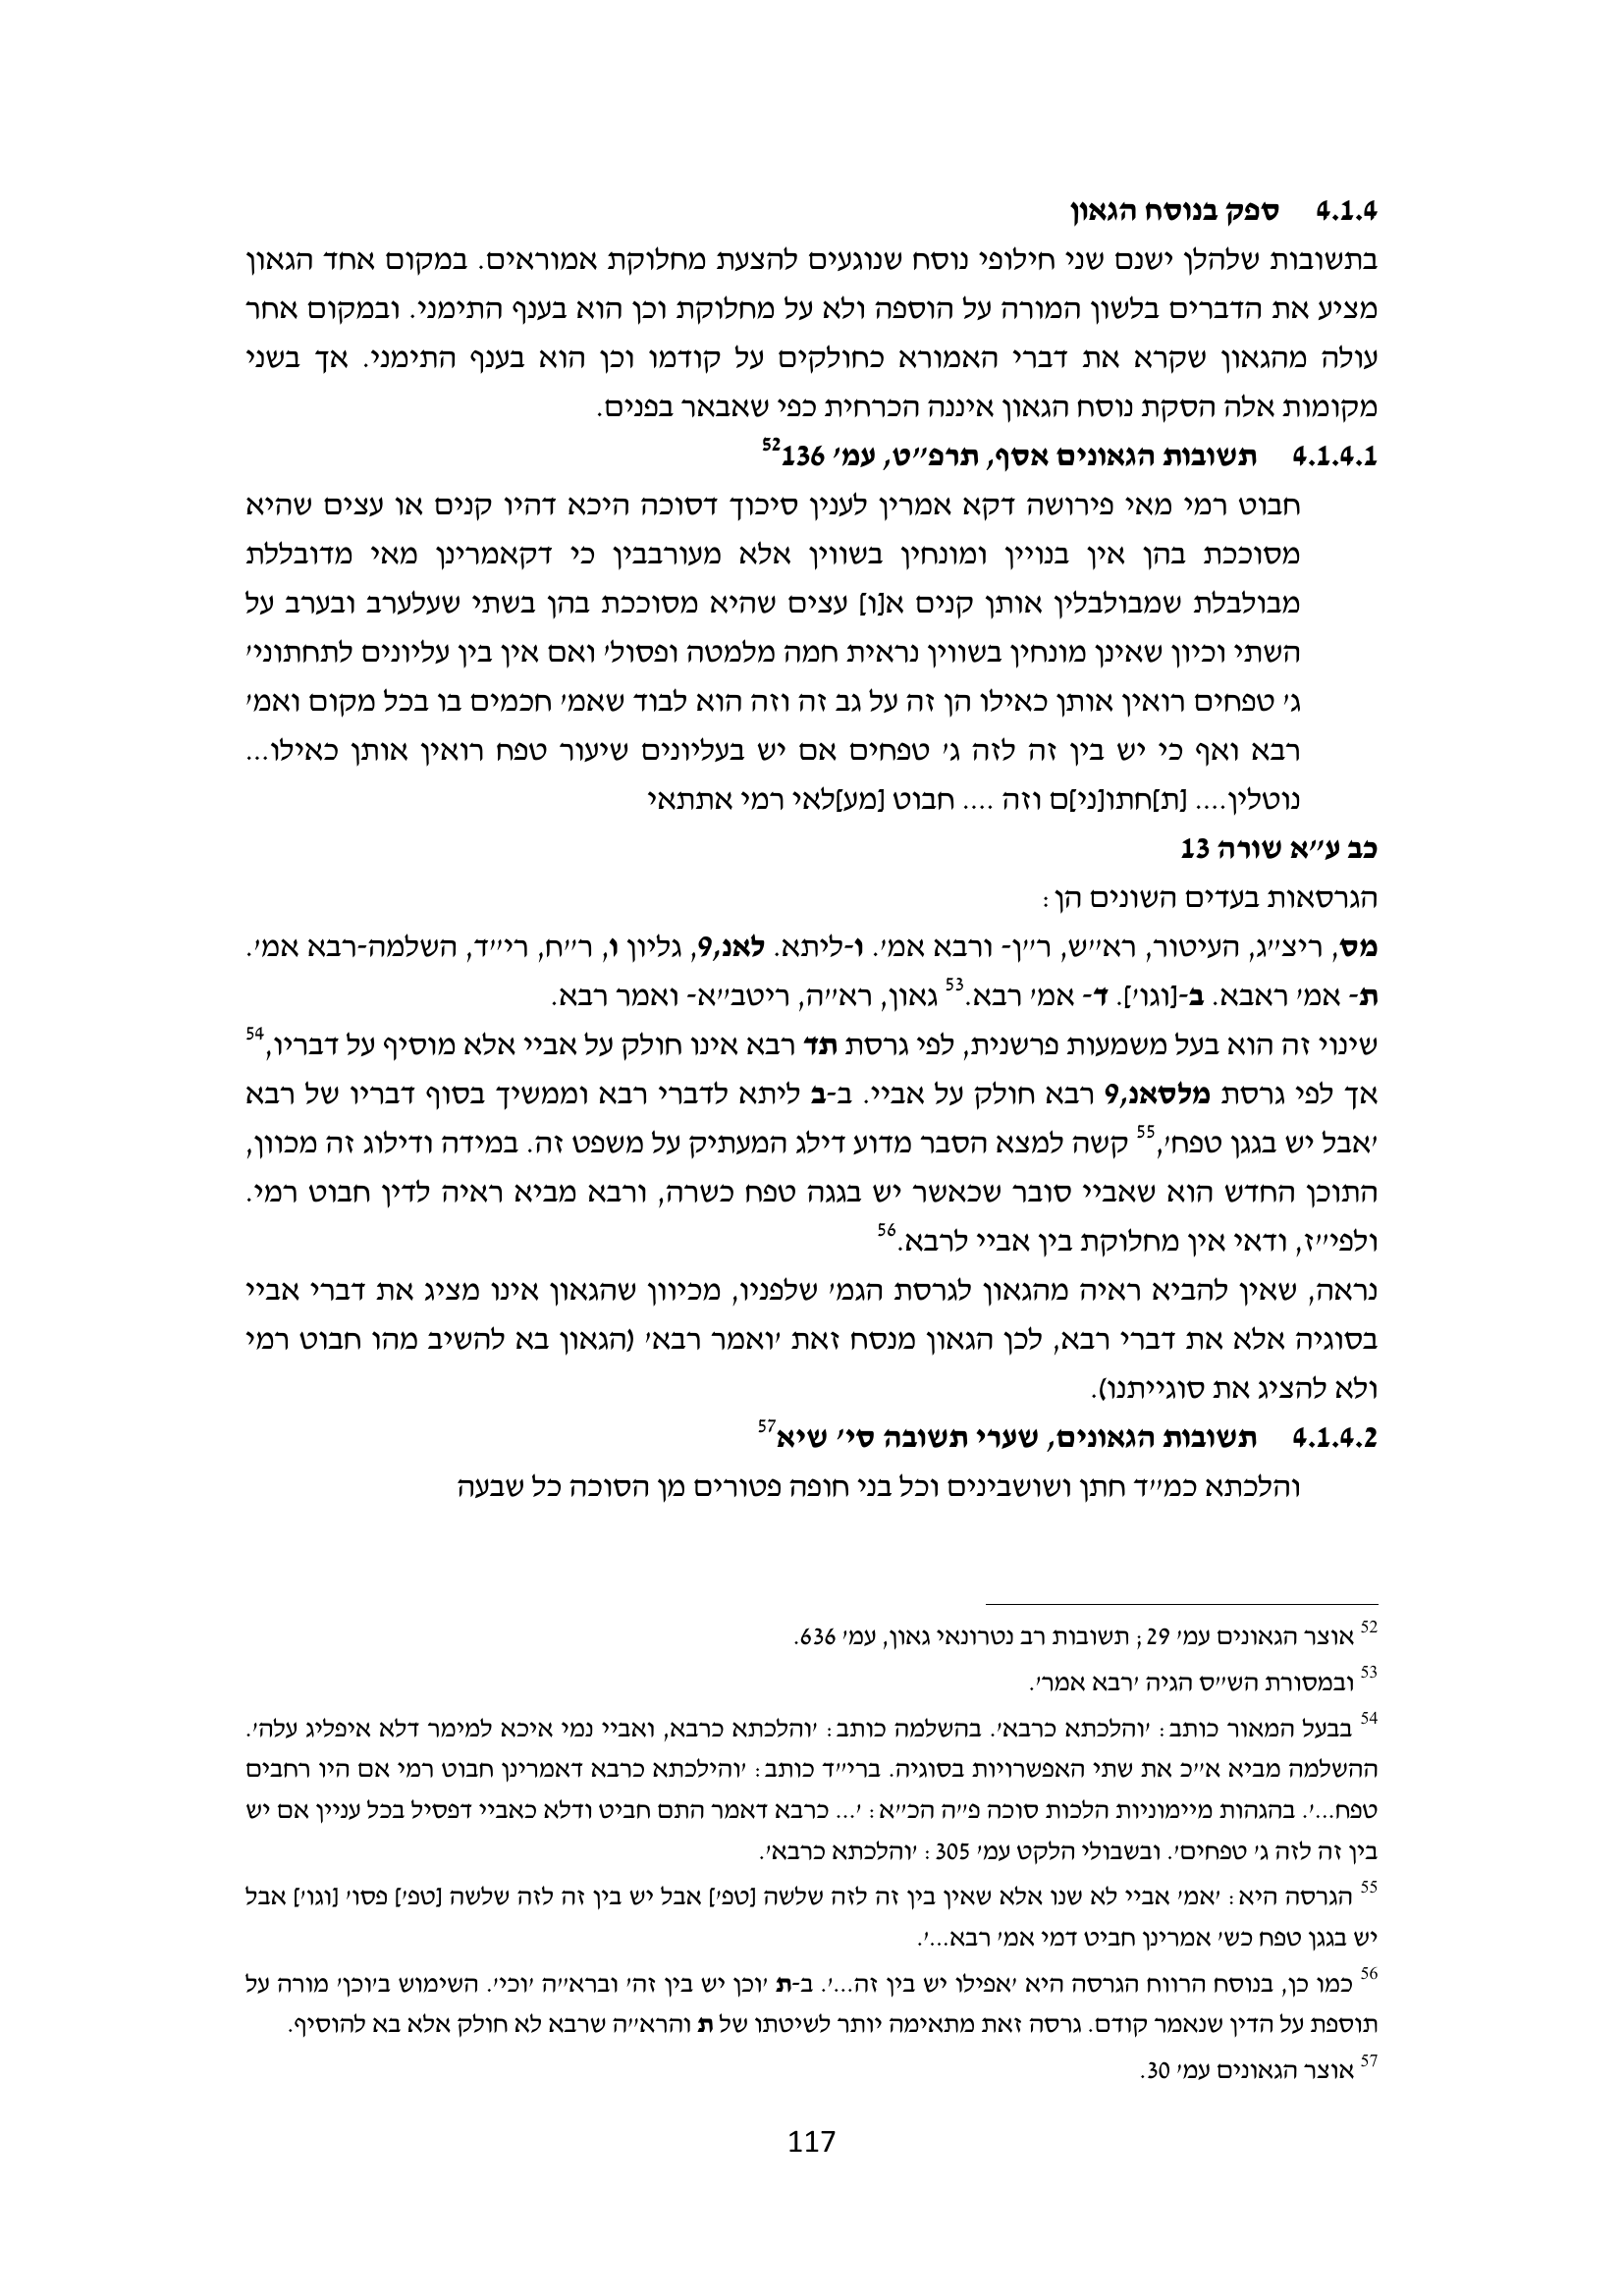 4.1.4 ספק בנוסח הגאון
בתשובות שלהלן ישנם שני חילופי נוסח שנוגעים להצעת מחלוקת אמוראים. במקום אחד הגאון
מציע את הדברים בלשון המורה על הוספה ולא על מחלוקת וכן הוא בענף התימני. ובמקום אחר
עולה מהגאון שקרא את דברי האמורא כחולקים על קודמו וכן הוא בענף התימני. אך בשני
מקומות אלה הסקת נוסח הגאון איננה הכרחית כפי שאבאר בפנים.
4.1.4.1 תשובות הגאונים אסף, תרפ״ט, עמ׳ 136⁵²
חבוט רמי מאי פירושה דקא אמרין לענין סיכוך דסוכה היכא דהיו קנים או עצים שהיא
מסוככת בהן אין בנויין ומונחין בשווין אלא מעורבבין כי דקאמרינן מאי מדובללת
מבולבלת שמבולבלין אותן קנים א[ו] עצים שהיא מסוככת בהן בשתי שעלערב ובערב על
השתי וכיון שאינן מונחין בשווין נראית חמה מלמטה ופסול׳ ואם אין בין עליונים לתחתוני׳
ג׳ טפחים רואין אותן כאילו הן זה על גב זה וזה הוא לבוד שאמ׳ חכמים בו בכל מקום ואמ׳
רבא ואף כי יש בין זה לזה ג׳ טפחים אם יש בעליונים שיעור טפח רואין אותן כאילו...
נוטלין.... [ת]חתו[ני]ם וזה .... חבוט [מע]לאי רמי אתתאי
כב ע״א שורה 13
הגרסאות בעדים השונים הן:
מס, ריצ״ג, העיטור, רא״ש, ר״ן- ורבא אמ׳. ו-ליתא. לאנ,9, גליון ו, ר״ח, רי״ד, השלמה-רבא אמ׳.
ת- אמ׳ ראבא. ב-[וגו׳]. ד- אמ׳ רבא.⁵³ גאון, רא״ה, ריטב״א- ואמר רבא.
שינוי זה הוא בעל משמעות פרשנית, לפי גרסת תד רבא אינו חולק על אביי אלא מוסיף על דבריו,⁵⁴
אך לפי גרסת מלסאנ,9 רבא חולק על אביי. ב-ב ליתא לדברי רבא וממשיך בסוף דבריו של רבא
׳אבל יש בגגן טפח׳,⁵⁵ קשה למצא הסבר מדוע דילג המעתיק על משפט זה. במידה ודילוג זה מכוון,
התוכן החדש הוא שאביי סובר שכאשר יש בגגה טפח כשרה, ורבא מביא ראיה לדין חבוט רמי.
ולפי״ז, ודאי אין מחלוקת בין אביי לרבא.⁵⁶
נראה, שאין להביא ראיה מהגאון לגרסת הגמ׳ שלפניו, מכיוון שהגאון אינו מציג את דברי אביי
בסוגיה אלא את דברי רבא, לכן הגאון מנסח זאת ׳ואמר רבא׳ (הגאון בא להשיב מהו חבוט רמי
ולא להציג את סוגייתנו).
4.1.4.2 תשובות הגאונים, שערי תשובה סי׳ שיא⁵⁷
והלכתא כמ״ד חתן ושושבינים וכל בני חופה פטורים מן הסוכה כל שבעה
⁵² אוצר הגאונים עמ׳ 29; תשובות רב נטרונאי גאון, עמ׳ 636.
⁵³ ובמסורת הש״ס הגיה ׳רבא אמר׳.
⁵⁴ בבעל המאור כותב: ׳והלכתא כרבא׳. בהשלמה כותב: ׳והלכתא כרבא, ואביי נמי איכא למימר דלא איפליג עלה׳.
ההשלמה מביא א״כ את שתי האפשרויות בסוגיה. ברי״ד כותב: ׳והילכתא כרבא דאמרינן חבוט רמי אם היו רחבים
טפח...׳. בהגהות מיימוניות הלכות סוכה פ״ה הכ״א: ׳... כרבא דאמר התם חביט ודלא כאביי דפסיל בכל עניין אם יש
בין זה לזה ג׳ טפחים׳. ובשבולי הלקט עמ׳ 305: ׳והלכתא כרבא׳.
⁵⁵ הגרסה היא: ׳אמ׳ אביי לא שנו אלא שאין בין זה לזה שלשה [טפ׳] אבל יש בין זה לזה שלשה [טפ׳] פסו׳ [וגו׳] אבל
יש בגגן טפח כש׳ אמרינן חביט דמי אמ׳ רבא...׳.
⁵⁶ כמו כן, בנוסח הרווח הגרסה היא ׳אפילו יש בין זה...׳. ב-ת ׳וכן יש בין זה׳ וברא״ה ׳וכי׳. השימוש ב׳וכן׳ מורה על
תוספת על הדין שנאמר קודם. גרסה זאת מתאימה יותר לשיטתו של ת והרא״ה שרבא לא חולק אלא בא להוסיף.
⁵⁷ אוצר הגאונים עמ׳ 30.
117